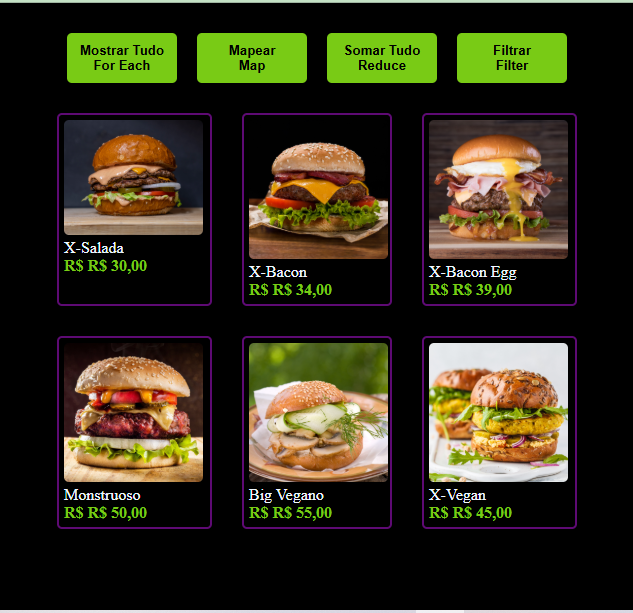 Mostrar Tudo
For Each
Mapear
Map
Somar Tudo
Reduce
Filtrar
Filter
X-Salada
R$ R$ 30,00
X-Bacon
R$ R$ 34,00
X-Bacon Egg
R$ R$ 39,00
Monstruoso
R$ R$ 50,00
Big Vegano
R$ R$ 55,00
X-Vegan
R$ R$ 45,00